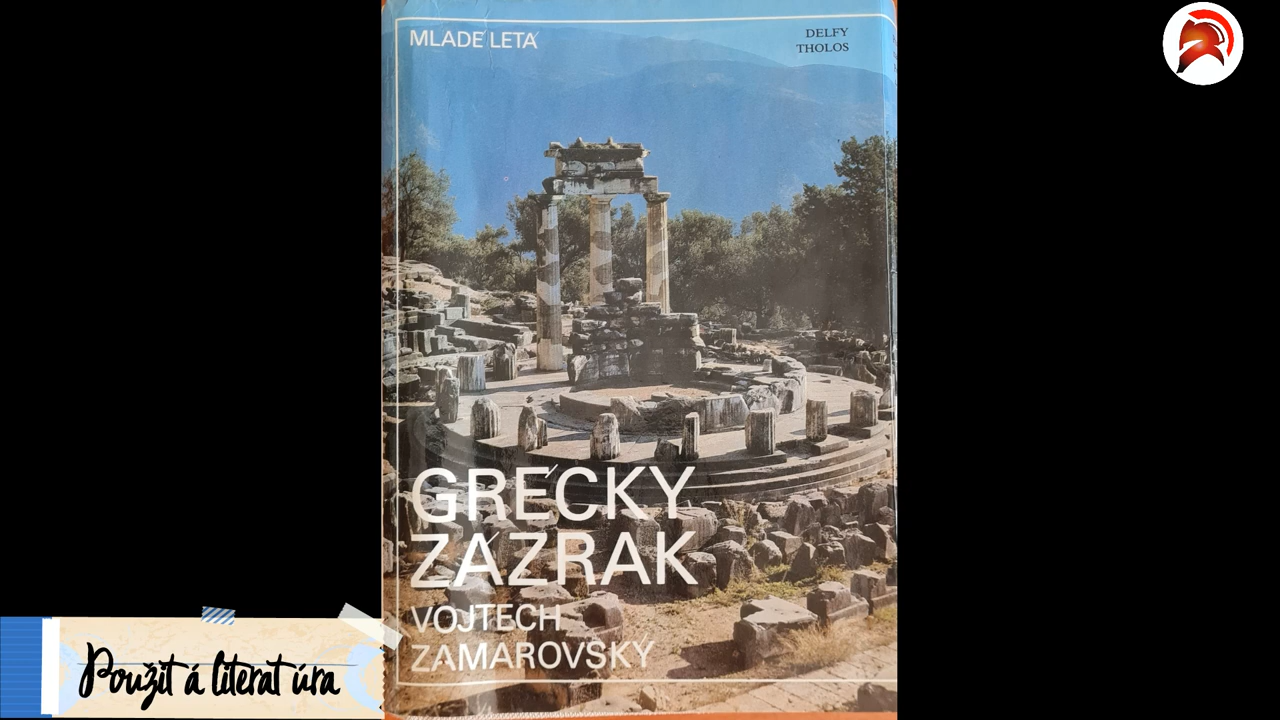 MLADÉ LETÁ
DELFY
THOLOS
GRÉCKY
ZÁZRAK
VOJTECH
ZAMAROVSKÝ
Použitá literatúra